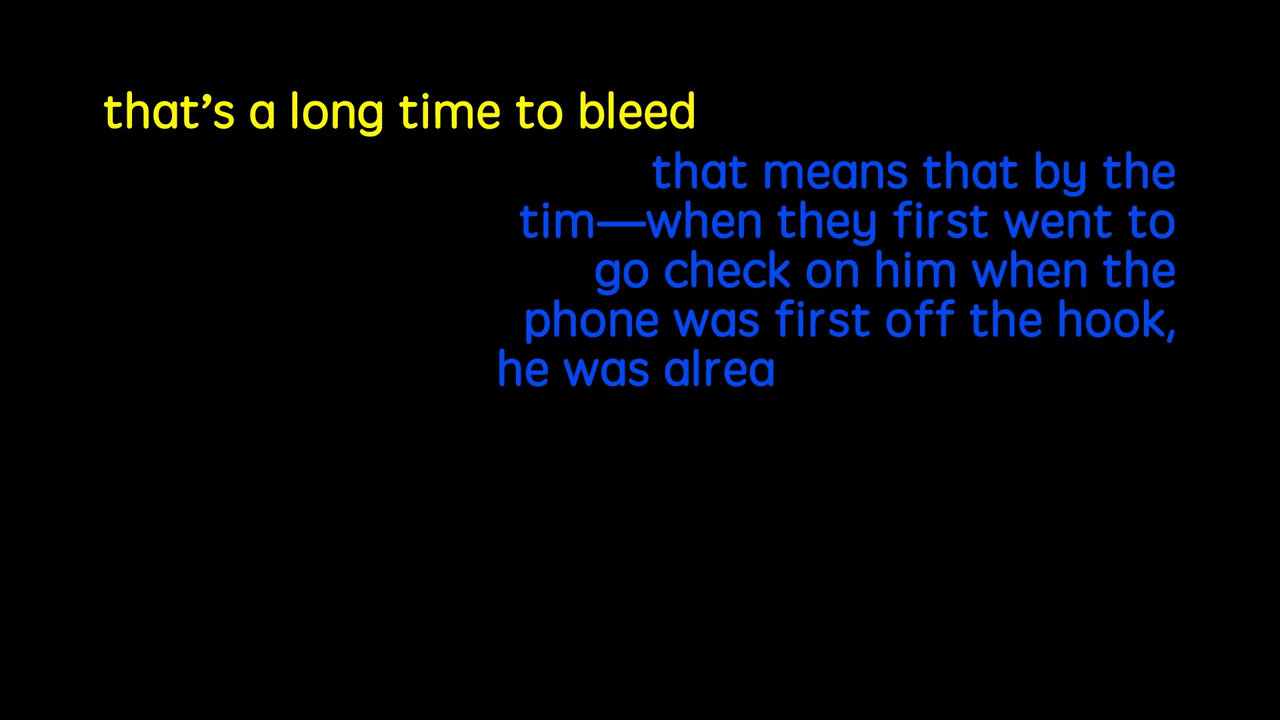 that’s a long time to bleed
that means that by the
tim—when they first went to
go check on him when the
phone was first off the hook,
he was alrea